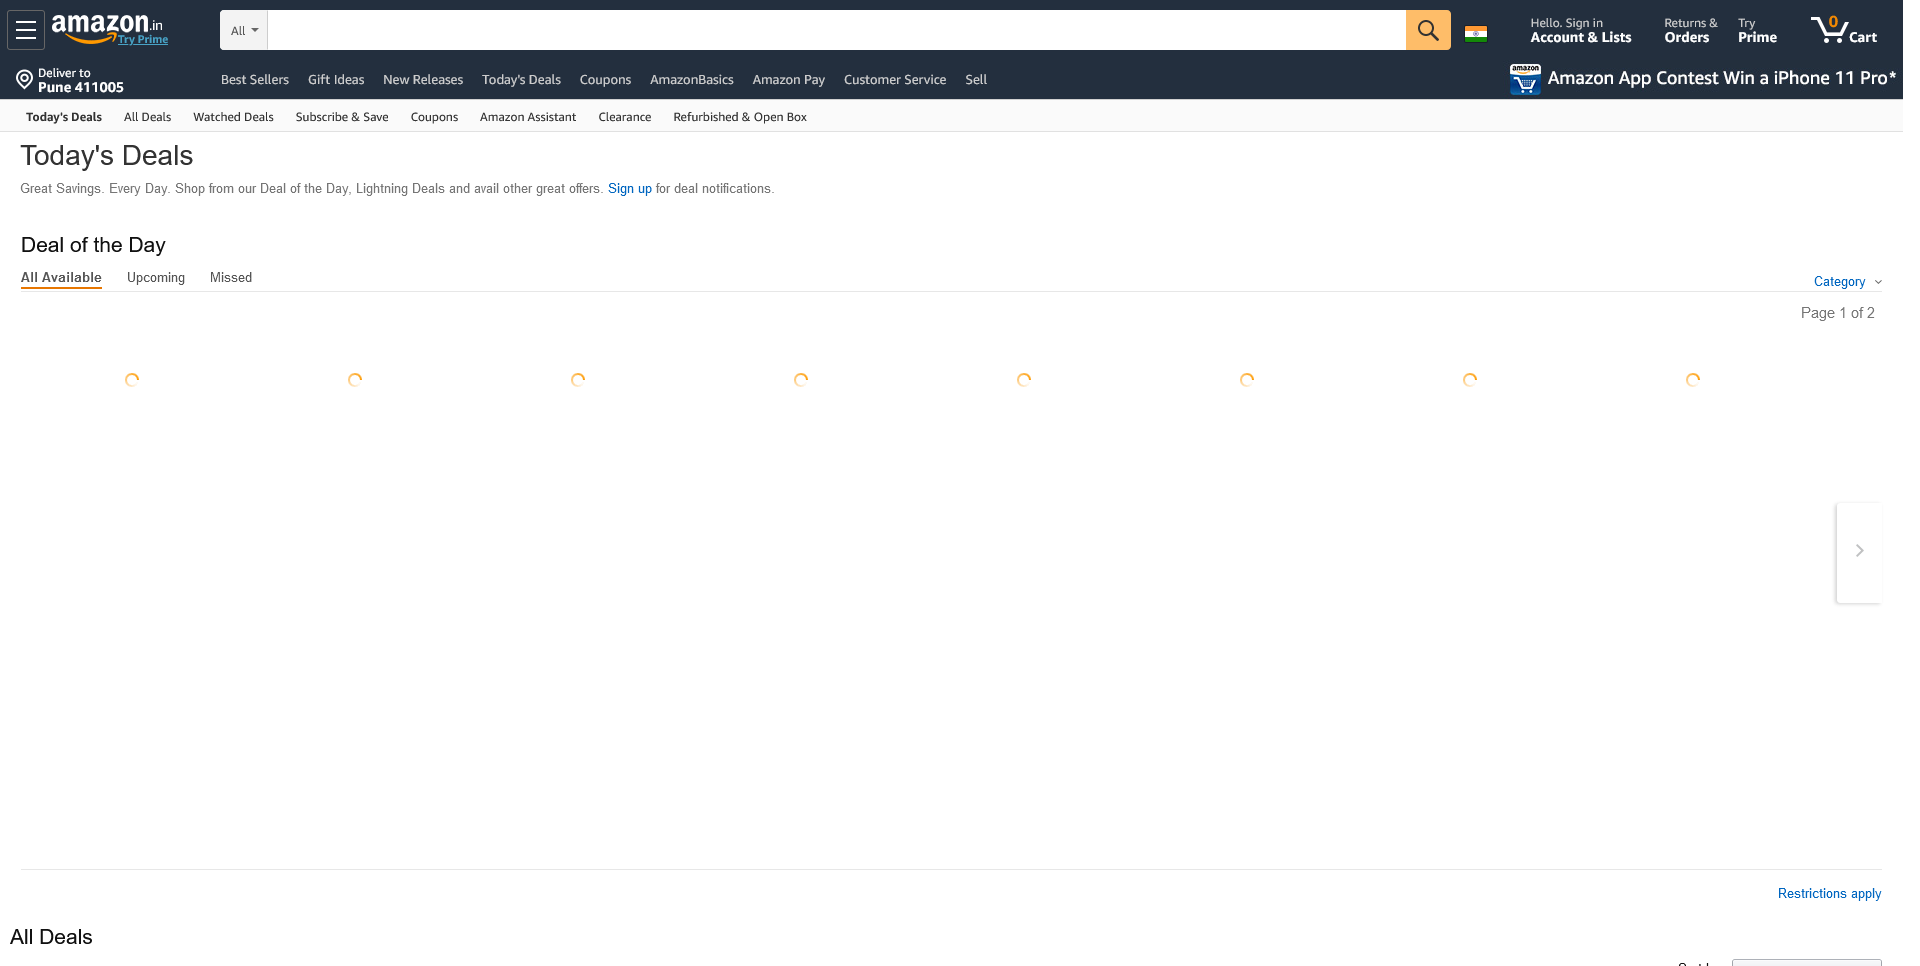 amazon.in
Try Prime
All
Hello. Sign in
Account & Lists
Returns &
Orders
Try
Prime
0
Cart
Deliver to
Pune 411005
Best Sellers Gift Ideas New Releases Today's Deals Coupons AmazonBasics Amazon Pay Customer Service Sell
amazon
Amazon App Contest Win a iPhone 11 Pro*
Today's Deals All Deals Watched Deals Subscribe & Save Coupons Amazon Assistant Clearance Refurbished & Open Box
Today's Deals
Great Savings. Every Day. Shop from our Deal of the Day, Lightning Deals and avail other great offers. Sign up for deal notifications.
Deal of the Day
All Available Upcoming Missed
Category
Page 1 of 2
Restrictions apply
All Deals